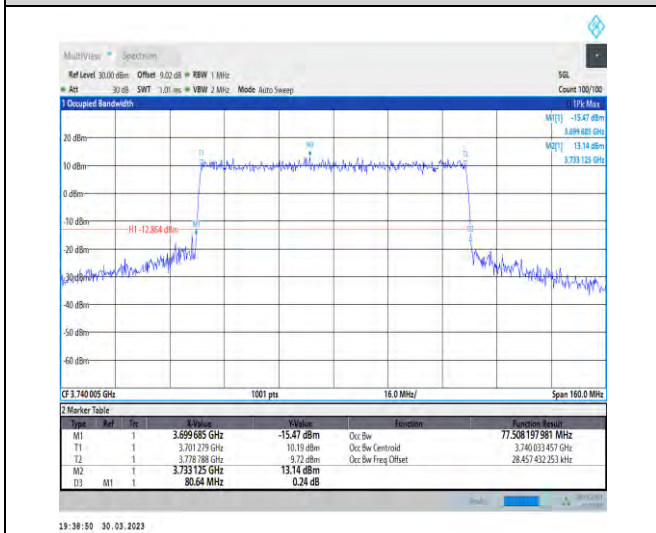 MultiView Spectrum
Ref Level 30.00 dBm Offset 9.02 dB RBW 1 MHz SGL
Att 30 dB SWT 1.01 ms VBW 2 MHz Mode Auto Sweep Count 100/100
1 Occupied Bandwidth 1Pk Max
M1[1] -15.47 dBm
3.699 685 GHz
M2[1] 13.14 dBm
3.733 125 GHz
20 dBm
T1 M2 T2
10 dBm
0 dBm
-10 dBm
H1 -12.864 dBm M1
D3
-20 dBm
-30 dBm
-40 dBm
-50 dBm
-60 dBm
CF 3.740 005 GHz 1001 pts 16.0 MHz/ Span 160.0 MHz
2 Marker Table
Type Ref Trc X-Value Y-Value Function Function Result
M1 1 3.699 685 GHz -15.47 dBm Occ Bw 77.508 197 981 MHz
T1 1 3.701 279 GHz 10.19 dBm Occ Bw Centroid 3.740 033 457 GHz
T2 1 3.778 788 GHz 9.72 dBm Occ Bw Freq Offset 28.457 432 253 kHz
M2 1 3.733 125 GHz 13.14 dBm
D3 M1 1 80.64 MHz 0.24 dB
19:38:50 30.03.2023